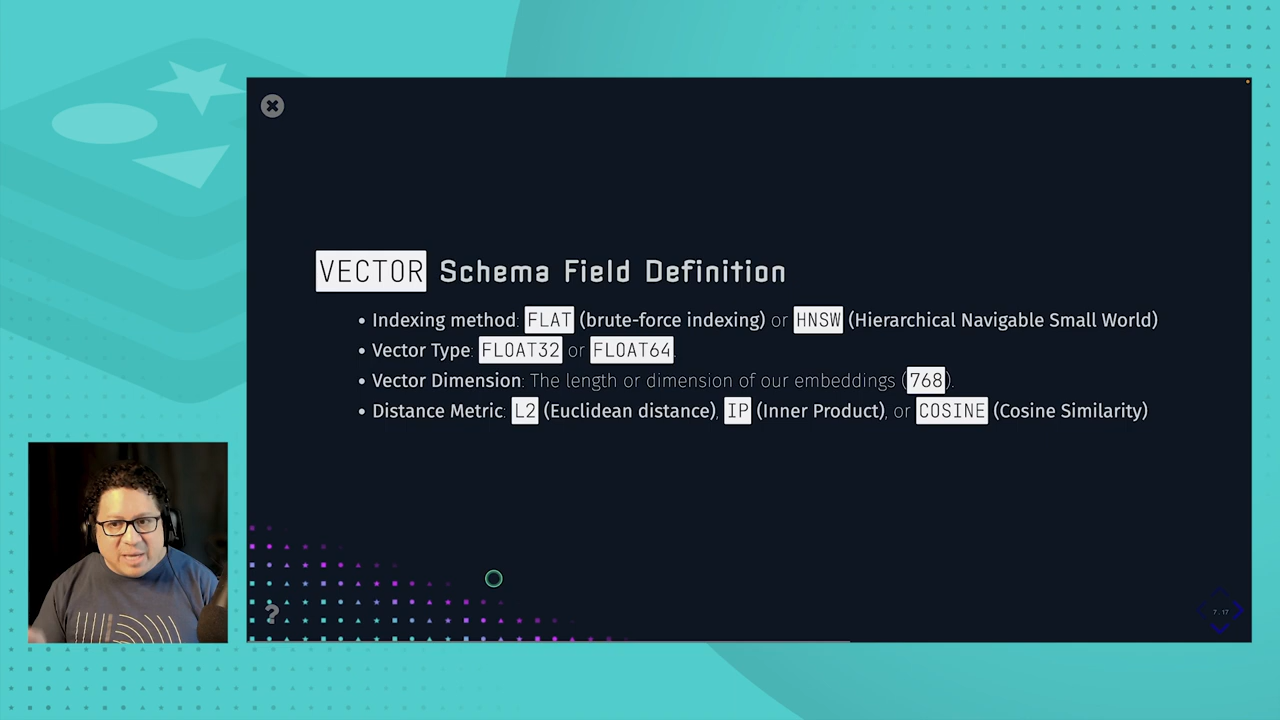 VECTOR Schema Field Definition
• Indexing method: FLAT (brute-force indexing) or HNSW (Hierarchical Navigable Small World)
• Vector Type: FLOAT32 or FLOAT64.
• Vector Dimension: The length or dimension of our embeddings (768).
• Distance Metric: L2 (Euclidean distance), IP (Inner Product), or COSINE (Cosine Similarity)
?
7.17